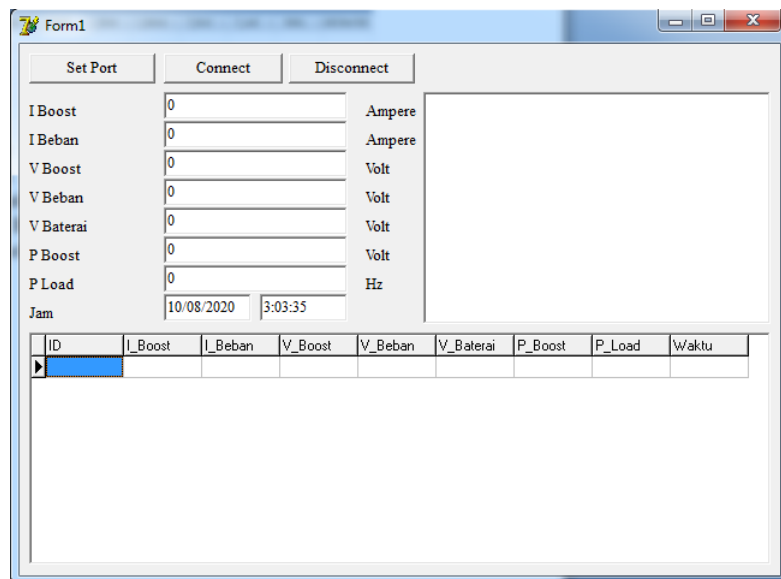 Form1
Set Port Connect Disconnect
I Boost 0 Ampere
I Beban 0 Ampere
V Boost 0 Volt
V Beban 0 Volt
V Baterai 0 Volt
P Boost 0 Volt
P Load 0 Hz
Jam 10/08/2020 3:03:35
ID I_Boost I_Beban V_Boost V_Beban V_Baterai P_Boost P_Load Waktu